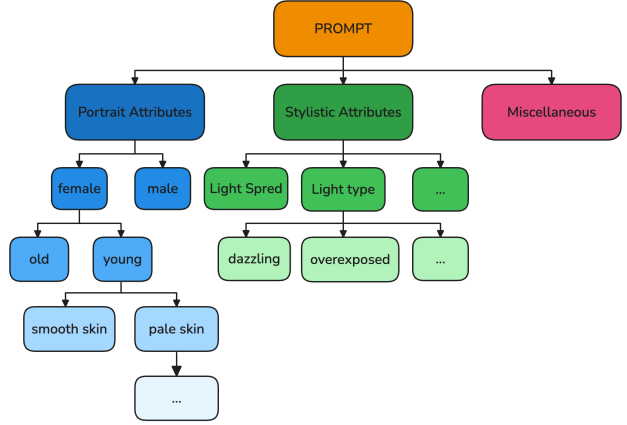 PROMPT
Portrait Attributes
Stylistic Attributes
Miscellaneous
female
male
Light Spred
Light type
...
old
young
dazzling
overexposed
...
smooth skin
pale skin
...